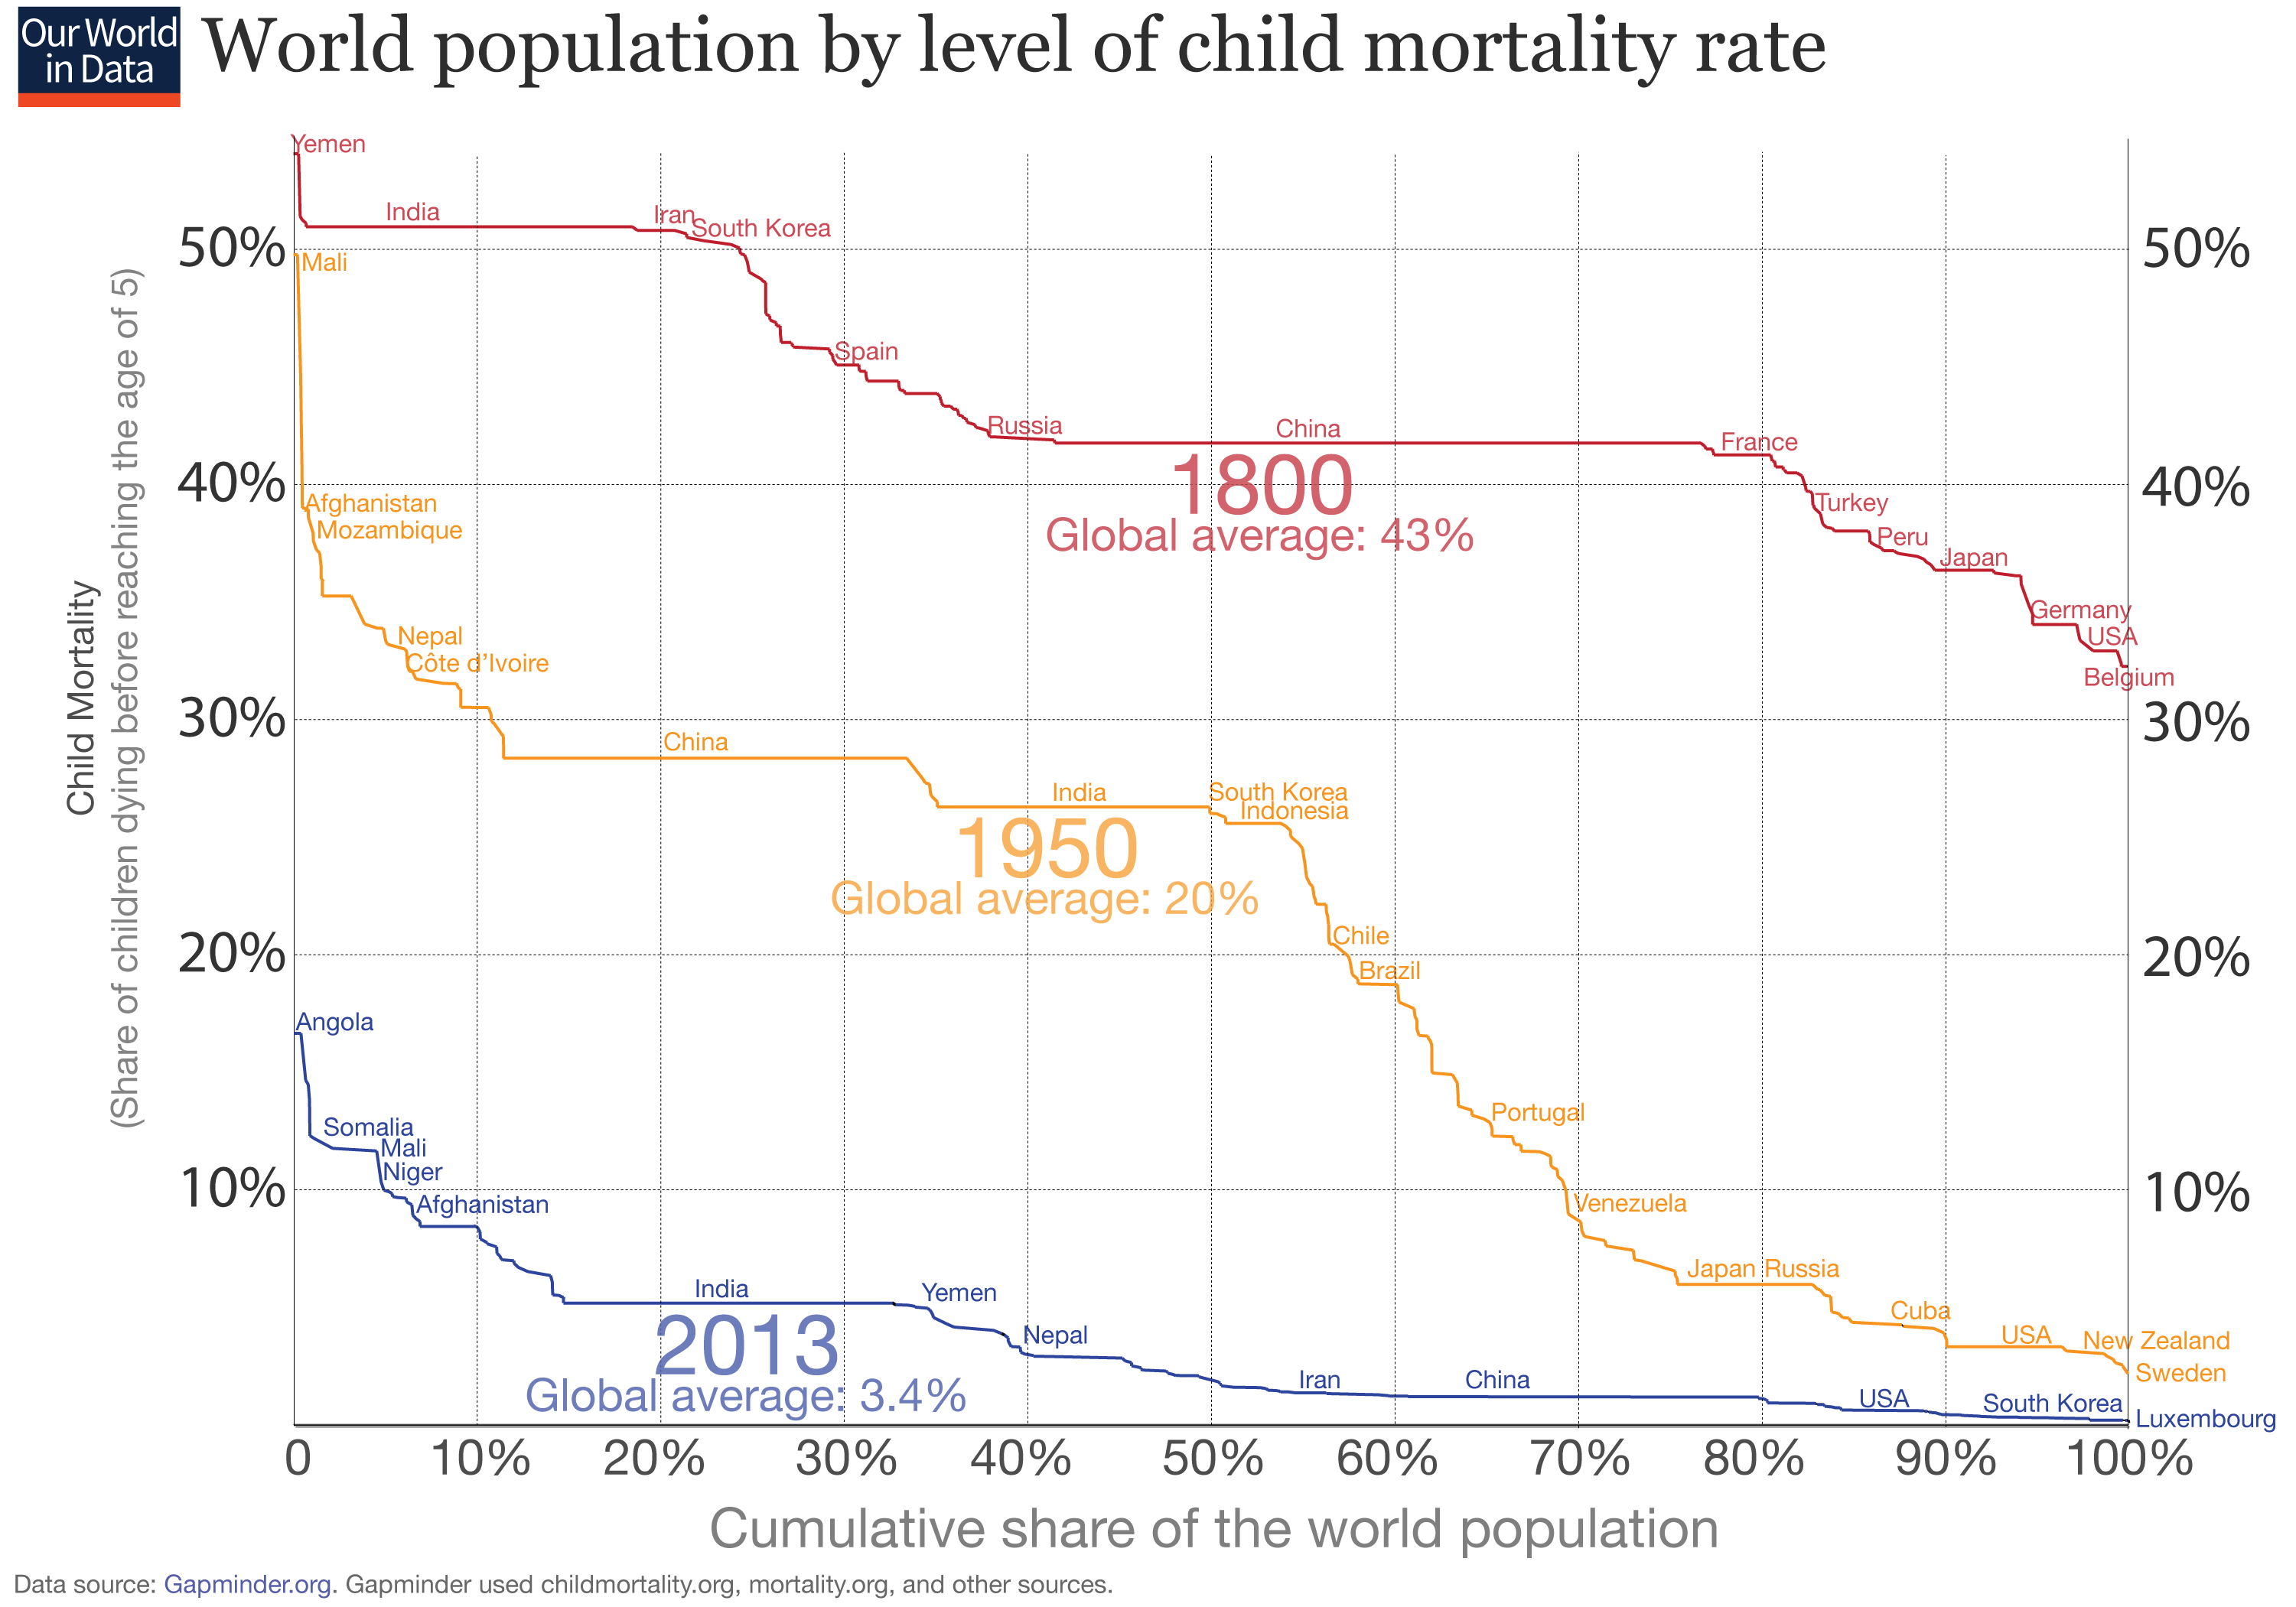 Our World
in Data
World population by level of child mortality rate
Yemen
India
Iran
South Korea
50%
50%
Mali
Spain
Russia
China
France
1800
Global average: 43%
40%
40%
Afghanistan
Mozambique
Turkey
Peru
Japan
Germany
USA
Belgium
Child Mortality
(Share of children dying before reaching the age of 5)
Nepal
Côte d’Ivoire
30%
30%
China
India
South Korea
Indonesia
1950
Global average: 20%
Chile
20%
20%
Brazil
Angola
Somalia
Mali
Niger
Portugal
10%
10%
Afghanistan
Venezuela
India
Yemen
Japan Russia
2013
Global average: 3.4%
Nepal
Cuba
USA
New Zealand
Sweden
Iran
China
USA
South Korea
Luxembourg
0 10% 20% 30% 40% 50% 60% 70% 80% 90% 100%
Cumulative share of the world population
Data source: Gapminder.org. Gapminder used childmortality.org, mortality.org, and other sources.